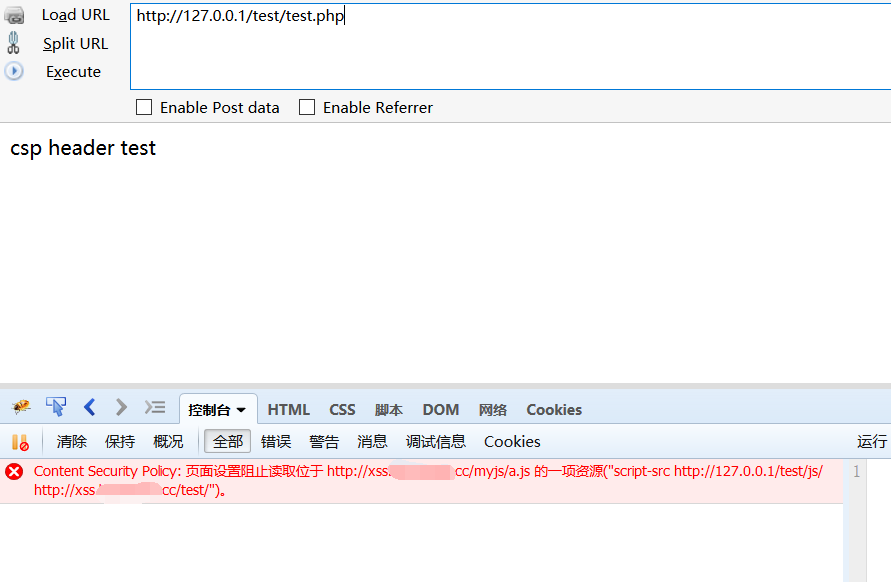 Load URL
http://127.0.0.1/test/test.php
Split URL
Execute
Enable Post data
Enable Referrer
csp header test
控制台
HTML
CSS
脚本
DOM
网络
Cookies
清除
保持
概况
全部
错误
警告
消息
调试信息
Cookies
运行
Content Security Policy: 页面设置阻止读取位于 http://xss. cc/myjs/a.js 的一项资源("script-src http://127.0.0.1/test/js/
http://xss cc/test/")。
1